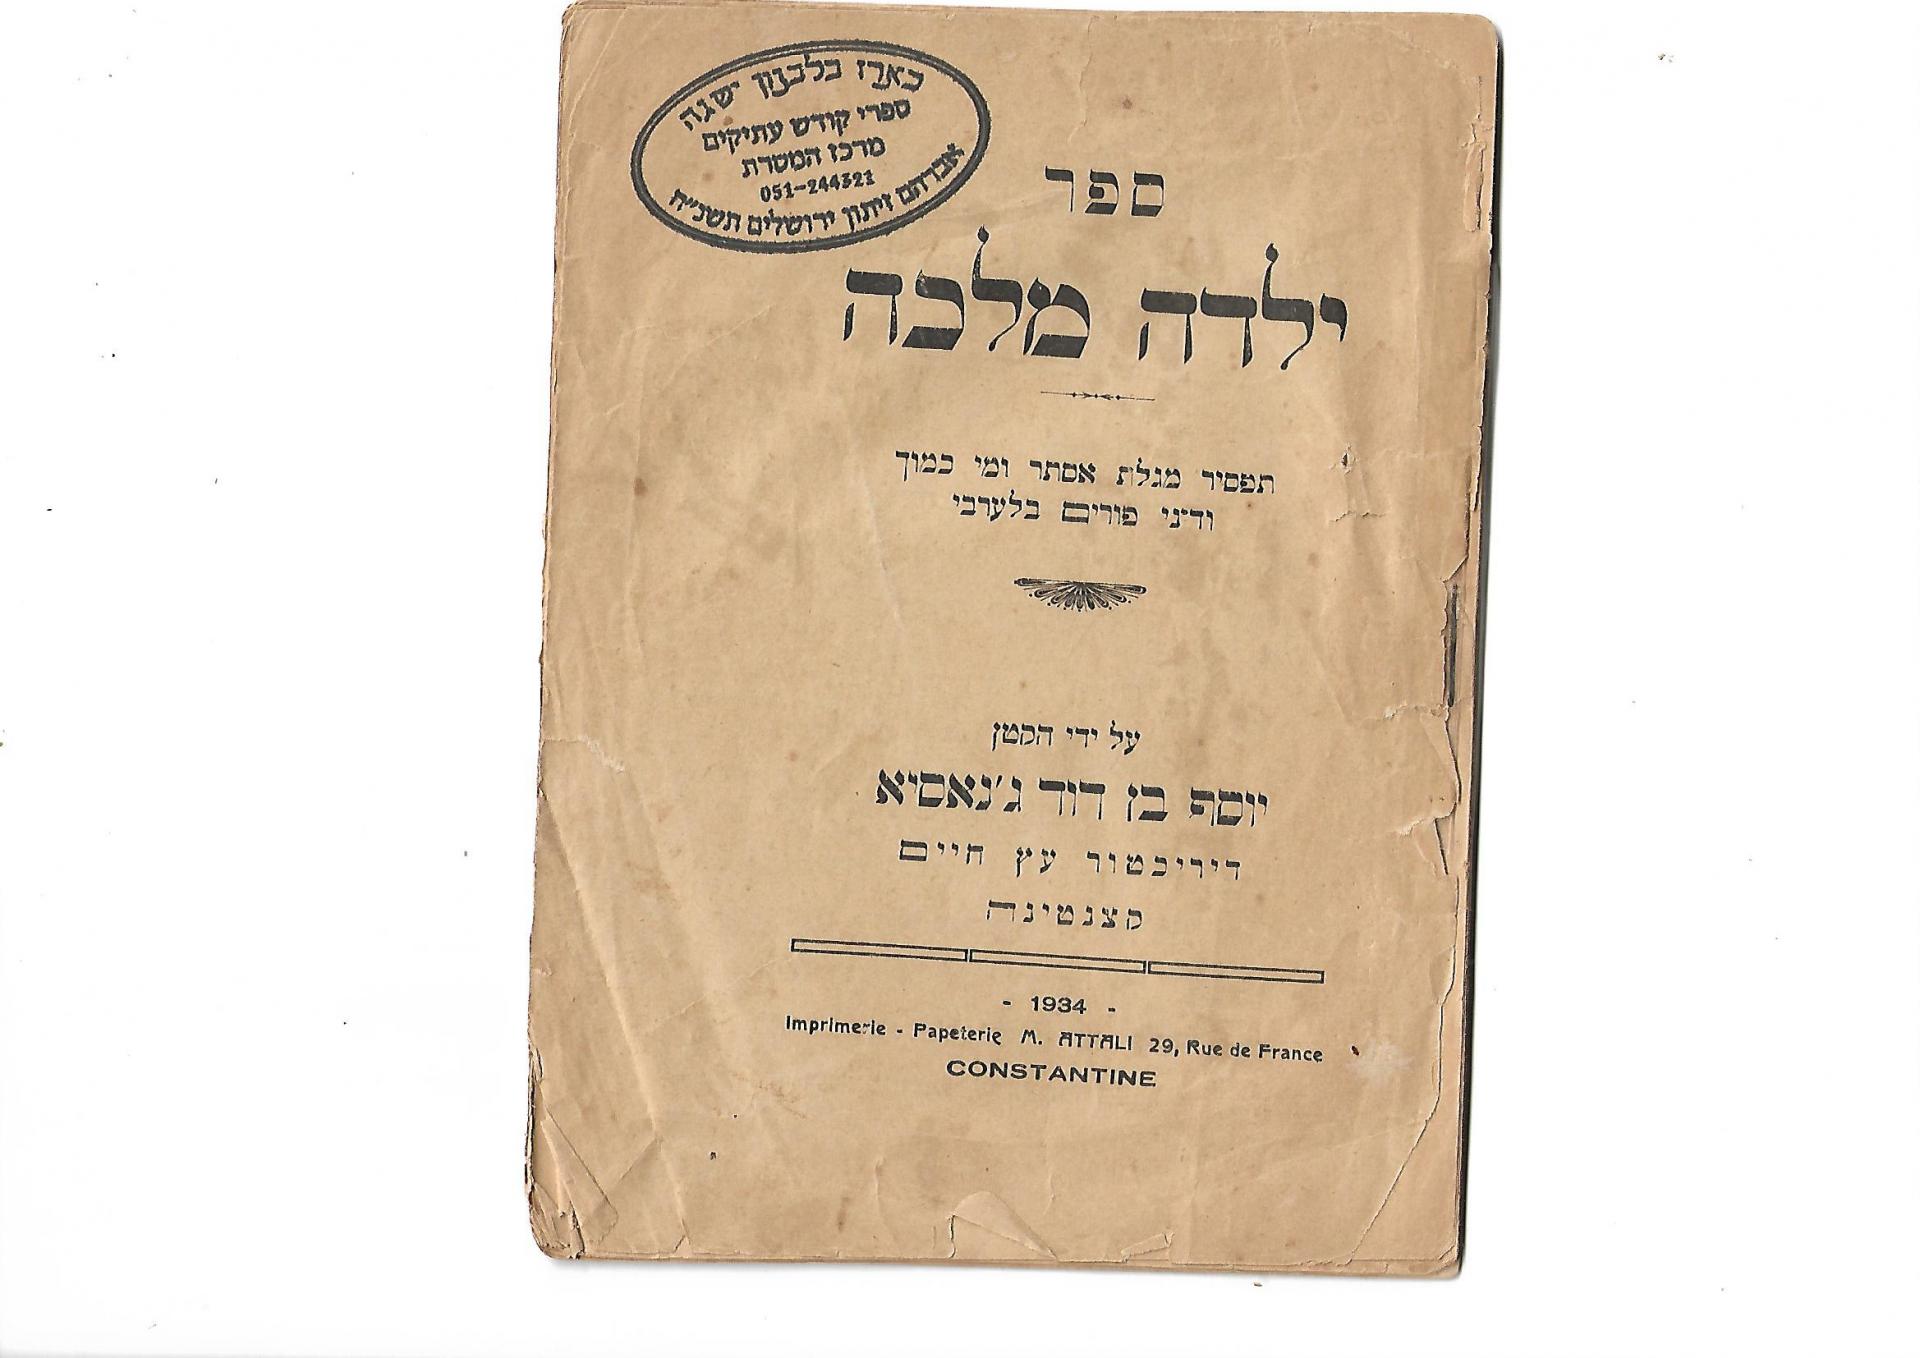 כארז בלבנון ישגה
ספרי קודש עתיקים
מרכז המסרת
051-244321
אברהם זיתון ירושלים תשנ"ח
ספר
ילדה מלכה
תפסיר מגלת אסתר ומי כמוך
ודיני פורים בלערבי
על ידי הקטן
יוסף בן דוד ג'נאסיא
דיריכטור עץ חיים
קצנטינה
- 1934 -
Imprimerie - Papeterie M. ATTALI 29, Rue de France
CONSTANTINE